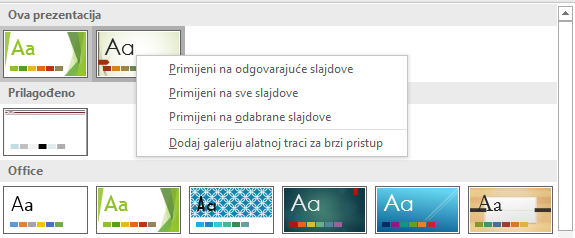 Ova prezentacija
Aa
Aa
Primijeni na odgovarajuće slajdove
Primijeni na sve slajdove
Primijeni na odabrane slajdove
Dodaj galeriju alatnoj traci za brzi pristup
Prilagođeno
Office
Aa
Aa
Aa
Aa
Aa
Aa